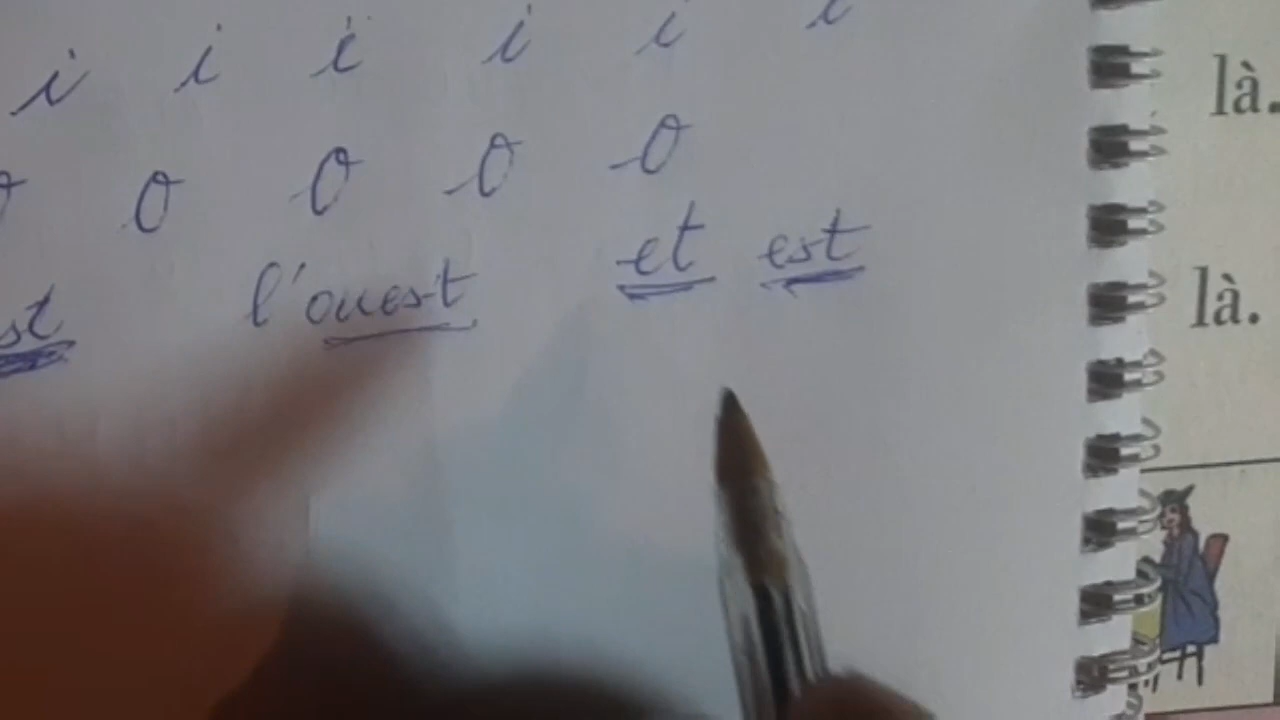 i i i i i i
o o o o
l'ouest et est
là.
là.